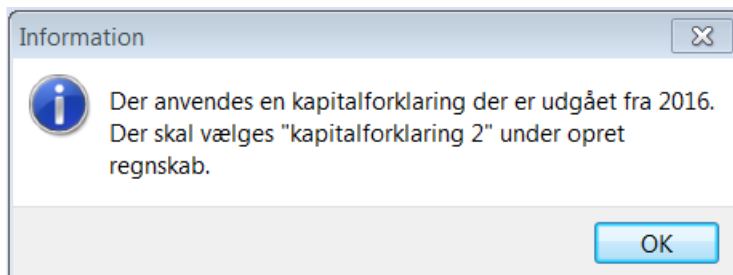 Information
Der anvendes en kapitalforklaring der er udgået fra 2016.
Der skal vælges "kapitalforklaring 2" under opret
regnskab.
OK